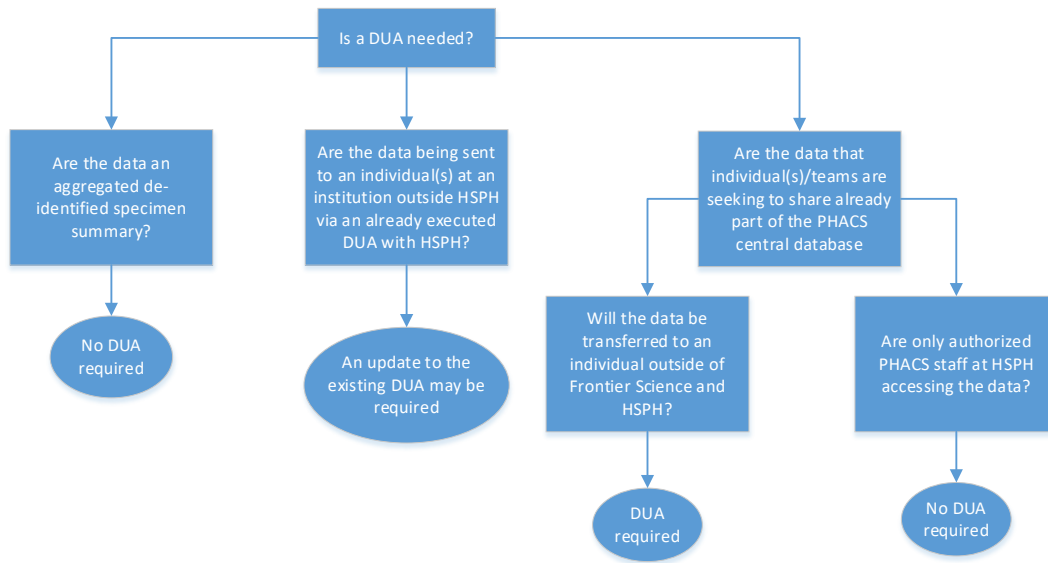 Is a DUA needed?
Are the data an
aggregated de-
identified specimen
summary?
Are the data being sent
to an individual(s) at an
institution outside HSPH
via an already executed
DUA with HSPH?
Are the data that
individual(s)/teams are
seeking to share already
part of the PHACS
central database
No DUA
required
An update to the
existing DUA may be
required
Will the data be
transferred to an
individual outside of
Frontier Science and
HSPH?
Are only authorized
PHACS staff at HSPH
accessing the data?
DUA
required
No DUA
required